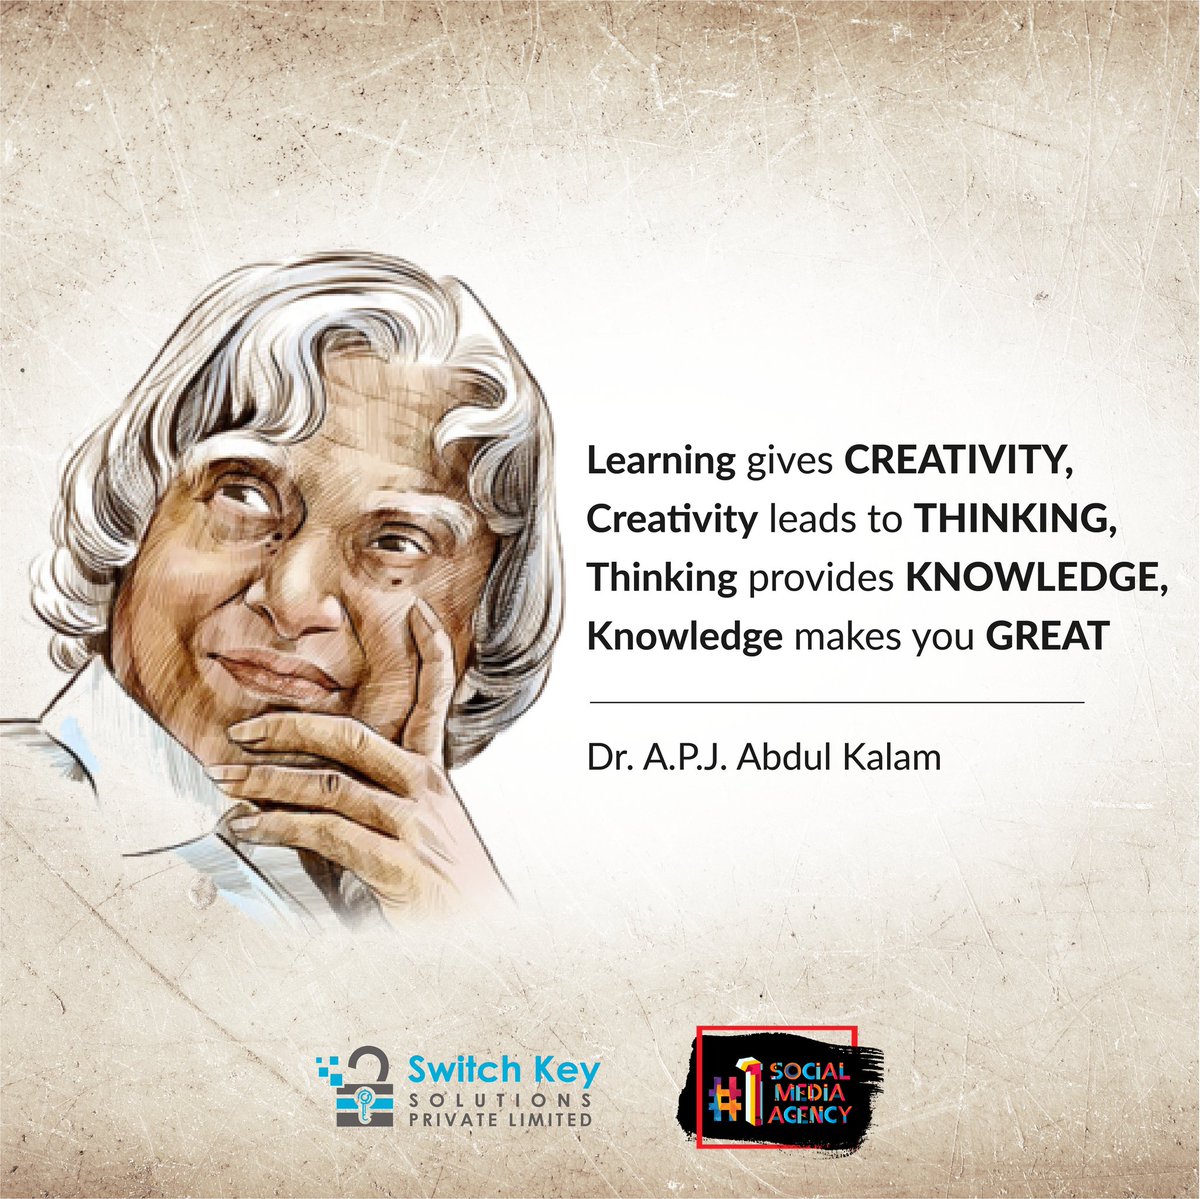 Learning gives CREATIVITY,
Creativity leads to THINKING,
Thinking provides KNOWLEDGE,
Knowledge makes you GREAT
Dr. A.P.J. Abdul Kalam
Switch Key
SOLUTIONS
PRIVATE LIMITED
#1 SOCiAL
MEDiA
AGENCY